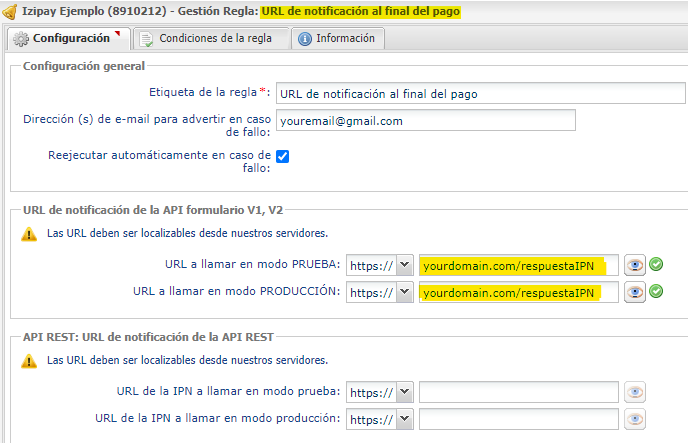 Izipay Ejemplo (8910212) - Gestión Regla: URL de notificación al final del pago
Configuración Condiciones de la regla Información
Configuración general
Etiqueta de la regla*: URL de notificación al final del pago
Dirección (s) de e-mail para advertir en caso de fallo: youremail@gmail.com
Reejecutar automáticamente en caso de fallo:
URL de notificación de la API formulario V1, V2
Las URL deben ser localizables desde nuestros servidores.
URL a llamar en modo PRUEBA: https:// yourdomain.com/respuestaIPN
URL a llamar en modo PRODUCCIÓN: https:// yourdomain.com/respuestaIPN
API REST: URL de notificación de la API REST
Las URL deben ser localizables desde nuestros servidores.
URL de la IPN a llamar en modo prueba: https://
URL de la IPN a llamar en modo producción: https://